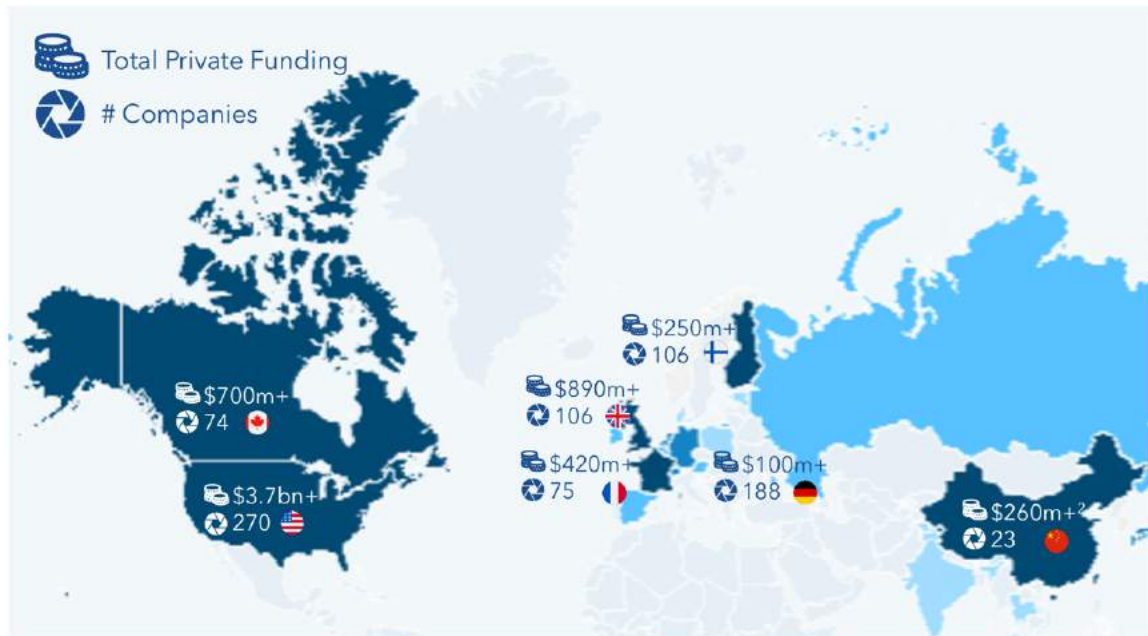 Total Private Funding
# Companies
$250m+
106
$700m+
74
$890m+
106
$420m+
75
$100m+
188
$3.7bn+
270
$260m+²
23